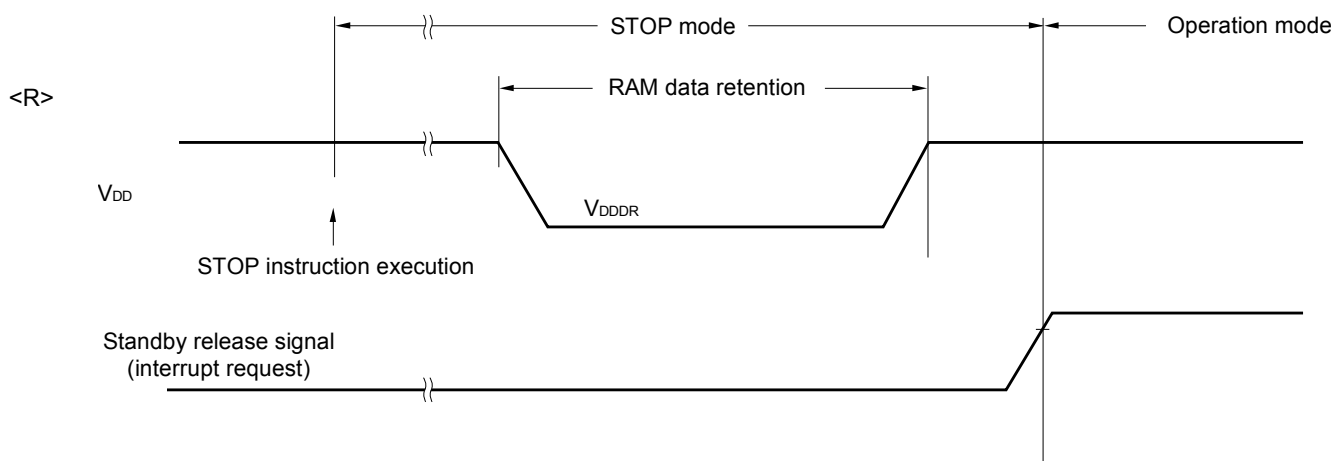 STOP mode
Operation mode
<R>
RAM data retention
VDD
VDDDR
STOP instruction execution
Standby release signal
(interrupt request)